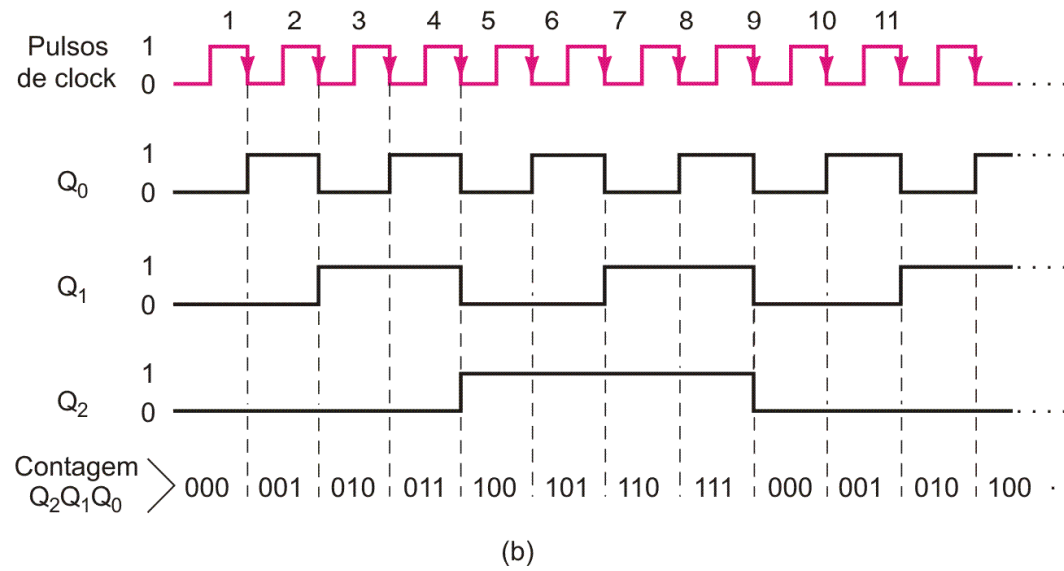 1 2 3 4 5 6 7 8 9 10 11
Pulsos
de clock
1
0
. . . .
Q0
1
0
. . . .
Q1
1
0
. . . .
Q2
1
0
. . . .
Contagem
Q2Q1Q0
000 001 010 011 100 101 110 111 000 001 010 100 .
(b)